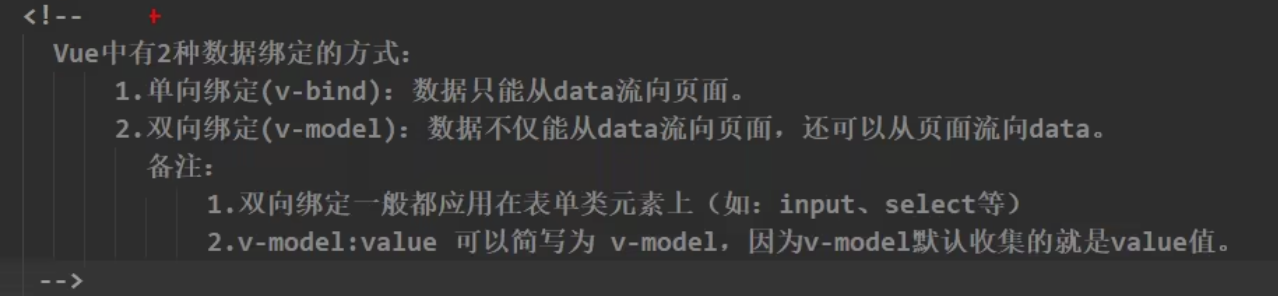 <!--
Vue中有2种数据绑定的方式：
1.单向绑定(v-bind)：数据只能从data流向页面。
2.双向绑定(v-model)：数据不仅能从data流向页面，还可以从页面流向data。
备注：
1.双向绑定一般都应用在表单类元素上（如：input、select等）
2.v-model:value 可以简写为 v-model，因为v-model默认收集的就是value值。
-->